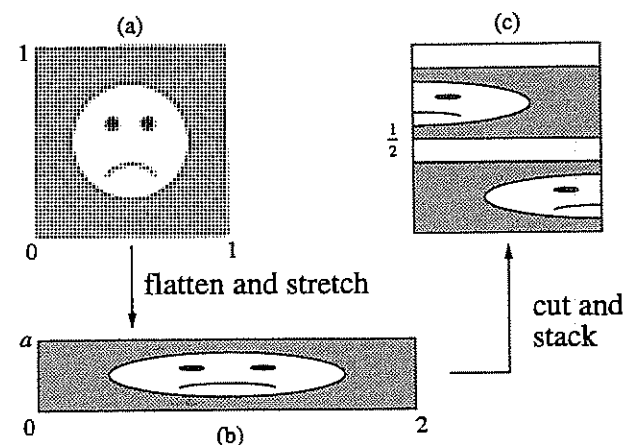 (a)
1
0
1
flatten and stretch
a
0
2
(b)
(c)
1
2
cut and
stack